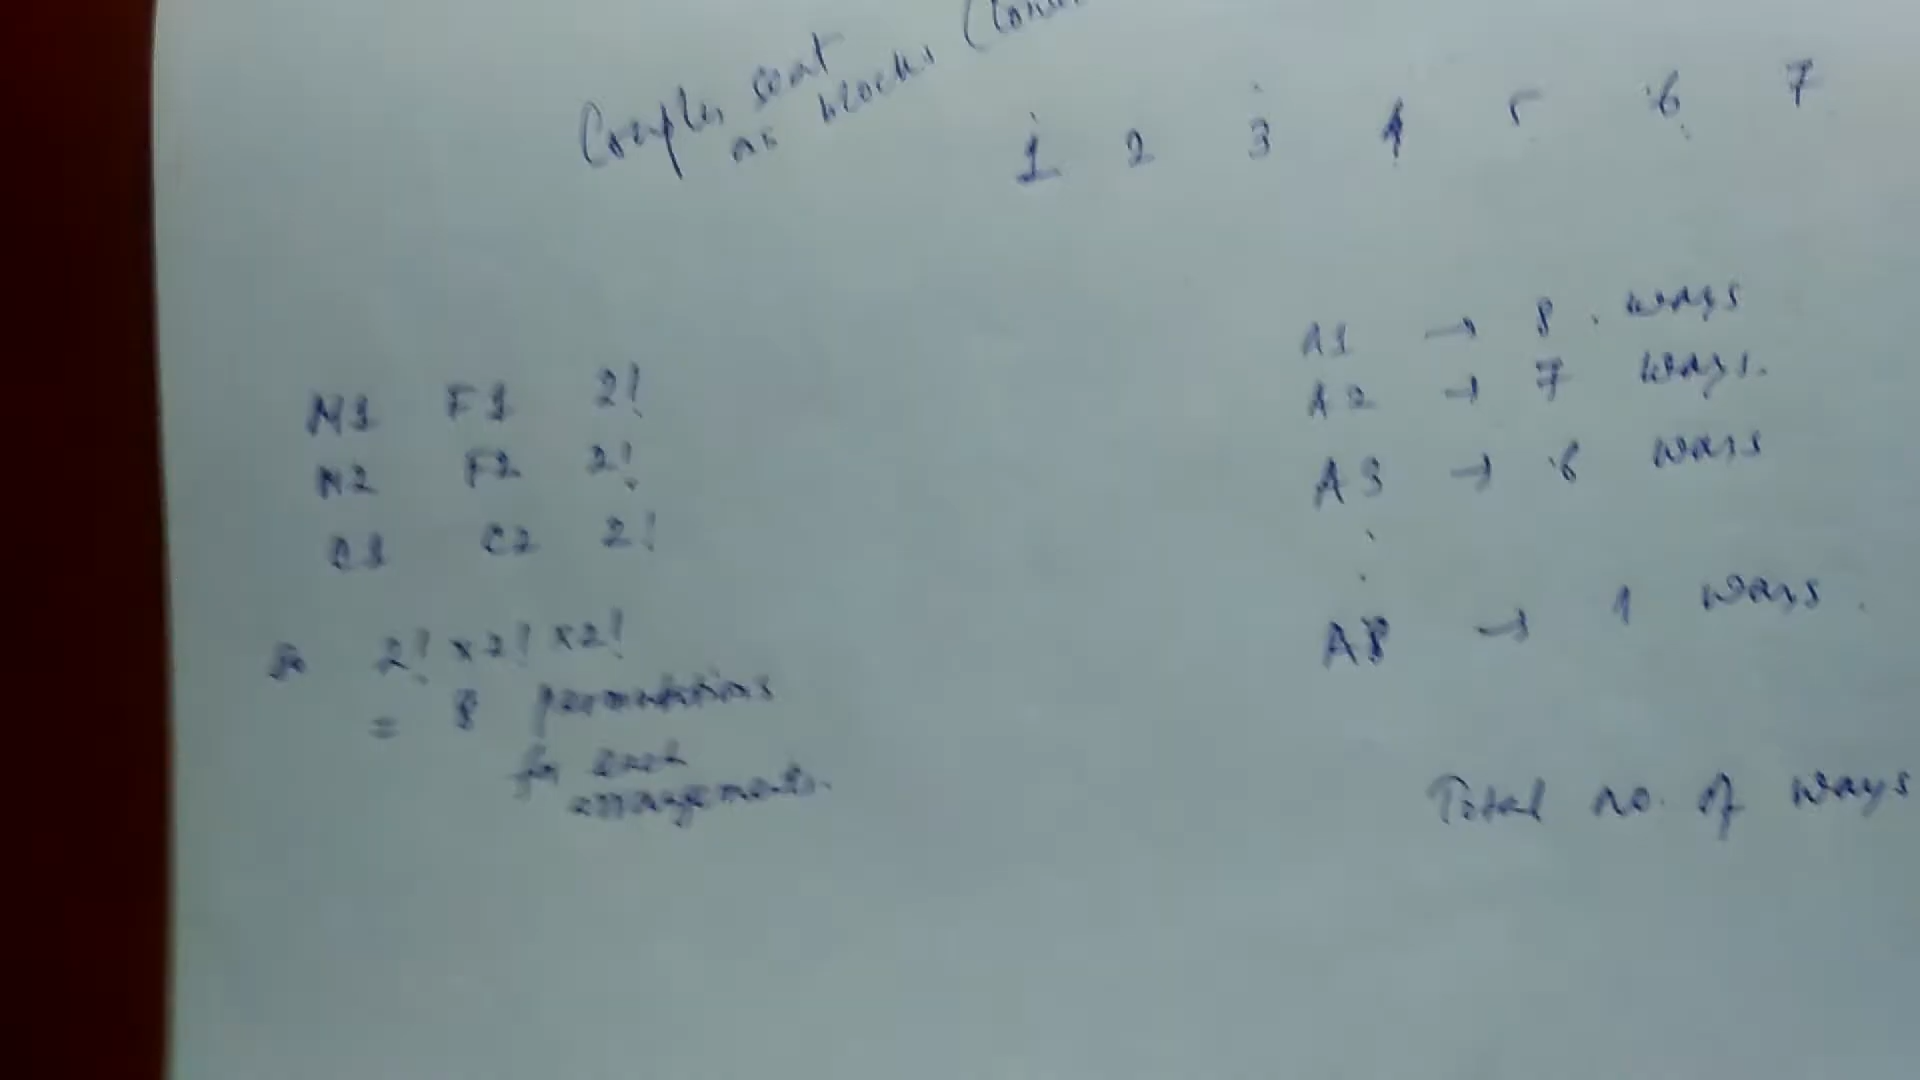 Couples seat
as blocks (Cons
1 2 3 4 5 6 7
M1 F1 2!
M2 F2 2!
C1 C2 2!
So 2! x 2! x 2!
= 8 permutations
for each
arrangements.
A1 → 8 ways
A2 → 7 ways.
A3 → 6 ways
.
.
A8 → 1 ways.
Total no. of ways